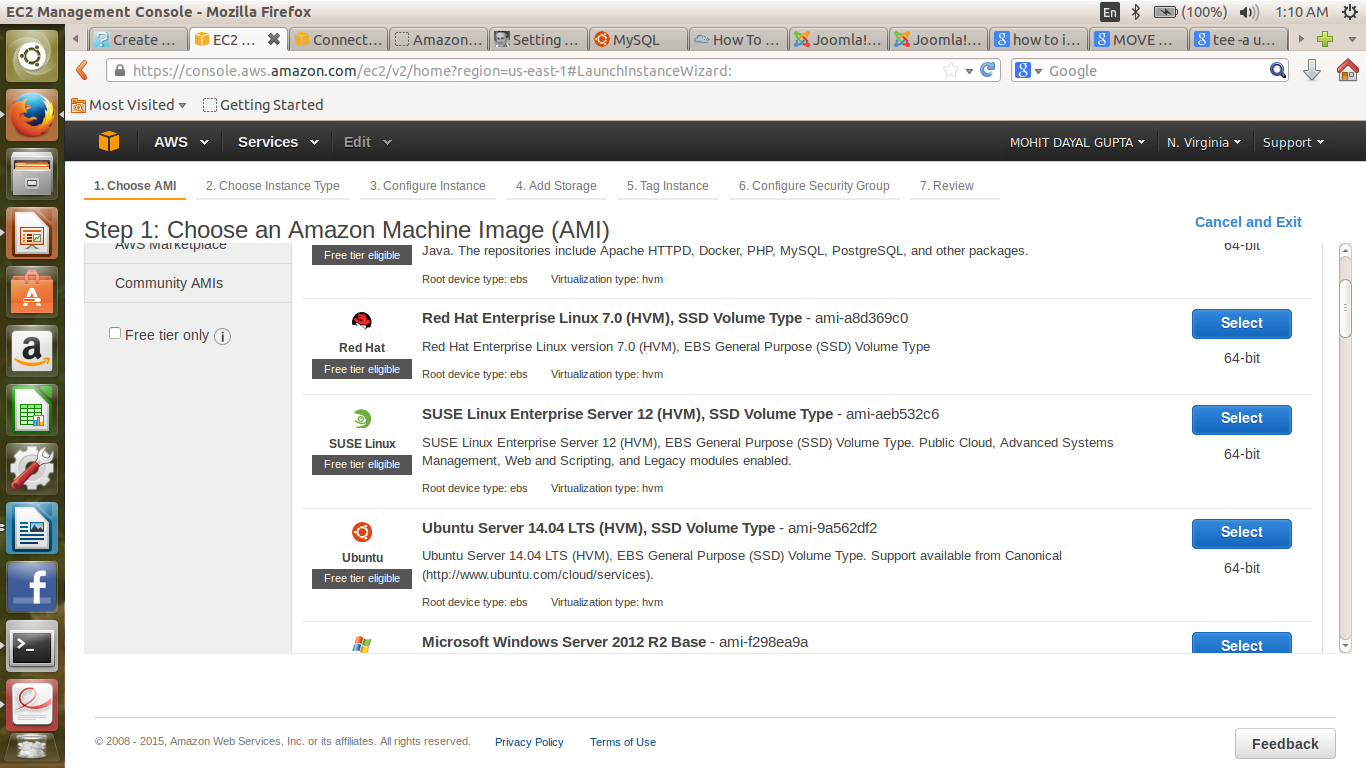 EC2 Management Console - Mozilla Firefox
En (100%) 1:10 AM
Create ... EC2 ... Connect... Amazon... Setting ... MySQL How To ... Joomla!... Joomla!... how to i... MOVE ... tee -a u...
https://console.aws.amazon.com/ec2/v2/home?region=us-east-1#LaunchInstanceWizard: Google
Most Visited Getting Started
AWS Services Edit MOHIT DAYAL GUPTA N. Virginia Support
1. Choose AMI 2. Choose Instance Type 3. Configure Instance 4. Add Storage 5. Tag Instance 6. Configure Security Group 7. Review
Step 1: Choose an Amazon Machine Image (AMI) Cancel and Exit
AWS Marketplace
Community AMIs
Free tier only
Free tier eligible
Java. The repositories include Apache HTTPD, Docker, PHP, MySQL, PostgreSQL, and other packages.
64-bit
Root device type: ebs Virtualization type: hvm
Red Hat
Free tier eligible
Red Hat Enterprise Linux 7.0 (HVM), SSD Volume Type - ami-a8d369c0
Red Hat Enterprise Linux version 7.0 (HVM), EBS General Purpose (SSD) Volume Type
Root device type: ebs Virtualization type: hvm
Select
64-bit
SUSE Linux
Free tier eligible
SUSE Linux Enterprise Server 12 (HVM), SSD Volume Type - ami-aeb532c6
SUSE Linux Enterprise Server 12 (HVM), EBS General Purpose (SSD) Volume Type. Public Cloud, Advanced Systems
Management, Web and Scripting, and Legacy modules enabled.
Root device type: ebs Virtualization type: hvm
Select
64-bit
Ubuntu
Free tier eligible
Ubuntu Server 14.04 LTS (HVM), SSD Volume Type - ami-9a562df2
Ubuntu Server 14.04 LTS (HVM), EBS General Purpose (SSD) Volume Type. Support available from Canonical
(http://www.ubuntu.com/cloud/services).
Root device type: ebs Virtualization type: hvm
Select
64-bit
Microsoft Windows Server 2012 R2 Base - ami-f298ea9a
Select
© 2008 - 2015, Amazon Web Services, Inc. or its affiliates. All rights reserved. Privacy Policy Terms of Use
Feedback